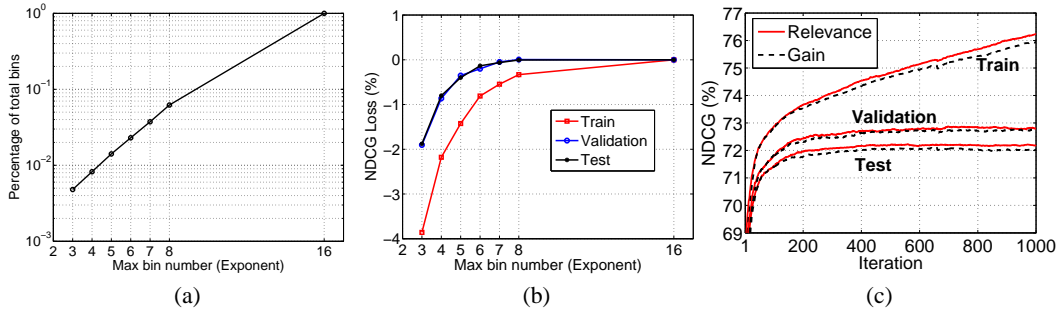 Percentage of total bins
10^0
10^-1
10^-2
10^-3
2 3 4 5 6 7 8 16
Max bin number (Exponent)
(a)
NDCG Loss (%)
1
0
−1
−2
−3
−4
Train
Validation
Test
2 3 4 5 6 7 8 16
Max bin number (Exponent)
(b)
NDCG (%)
77
76
75
74
73
72
71
70
69
Relevance
Gain
Train
Validation
Test
200 400 600 800 1000
Iteration
(c)